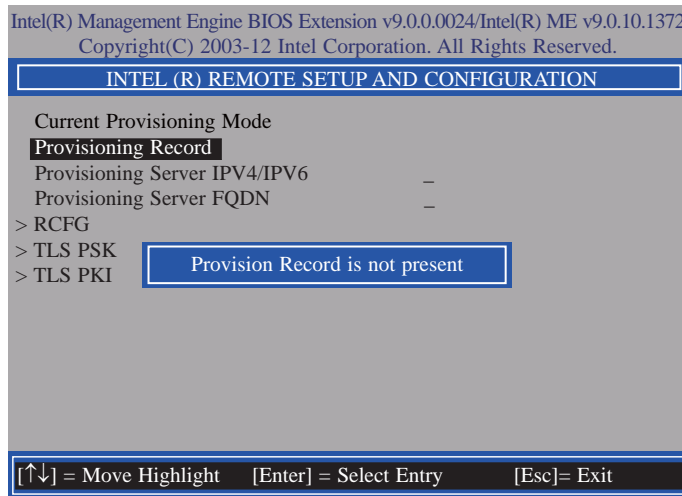 Intel(R) Management Engine BIOS Extension v9.0.0.0024/Intel(R) ME v9.0.10.1372
Copyright(C) 2003-12 Intel Corporation. All Rights Reserved.
INTEL (R) REMOTE SETUP AND CONFIGURATION
Current Provisioning Mode
Provisioning Record
Provisioning Server IPV4/IPV6 _
Provisioning Server FQDN _
> RCFG
> TLS PSK
> TLS PKI
Provision Record is not present
[↑↓] = Move Highlight [Enter] = Select Entry [Esc]= Exit